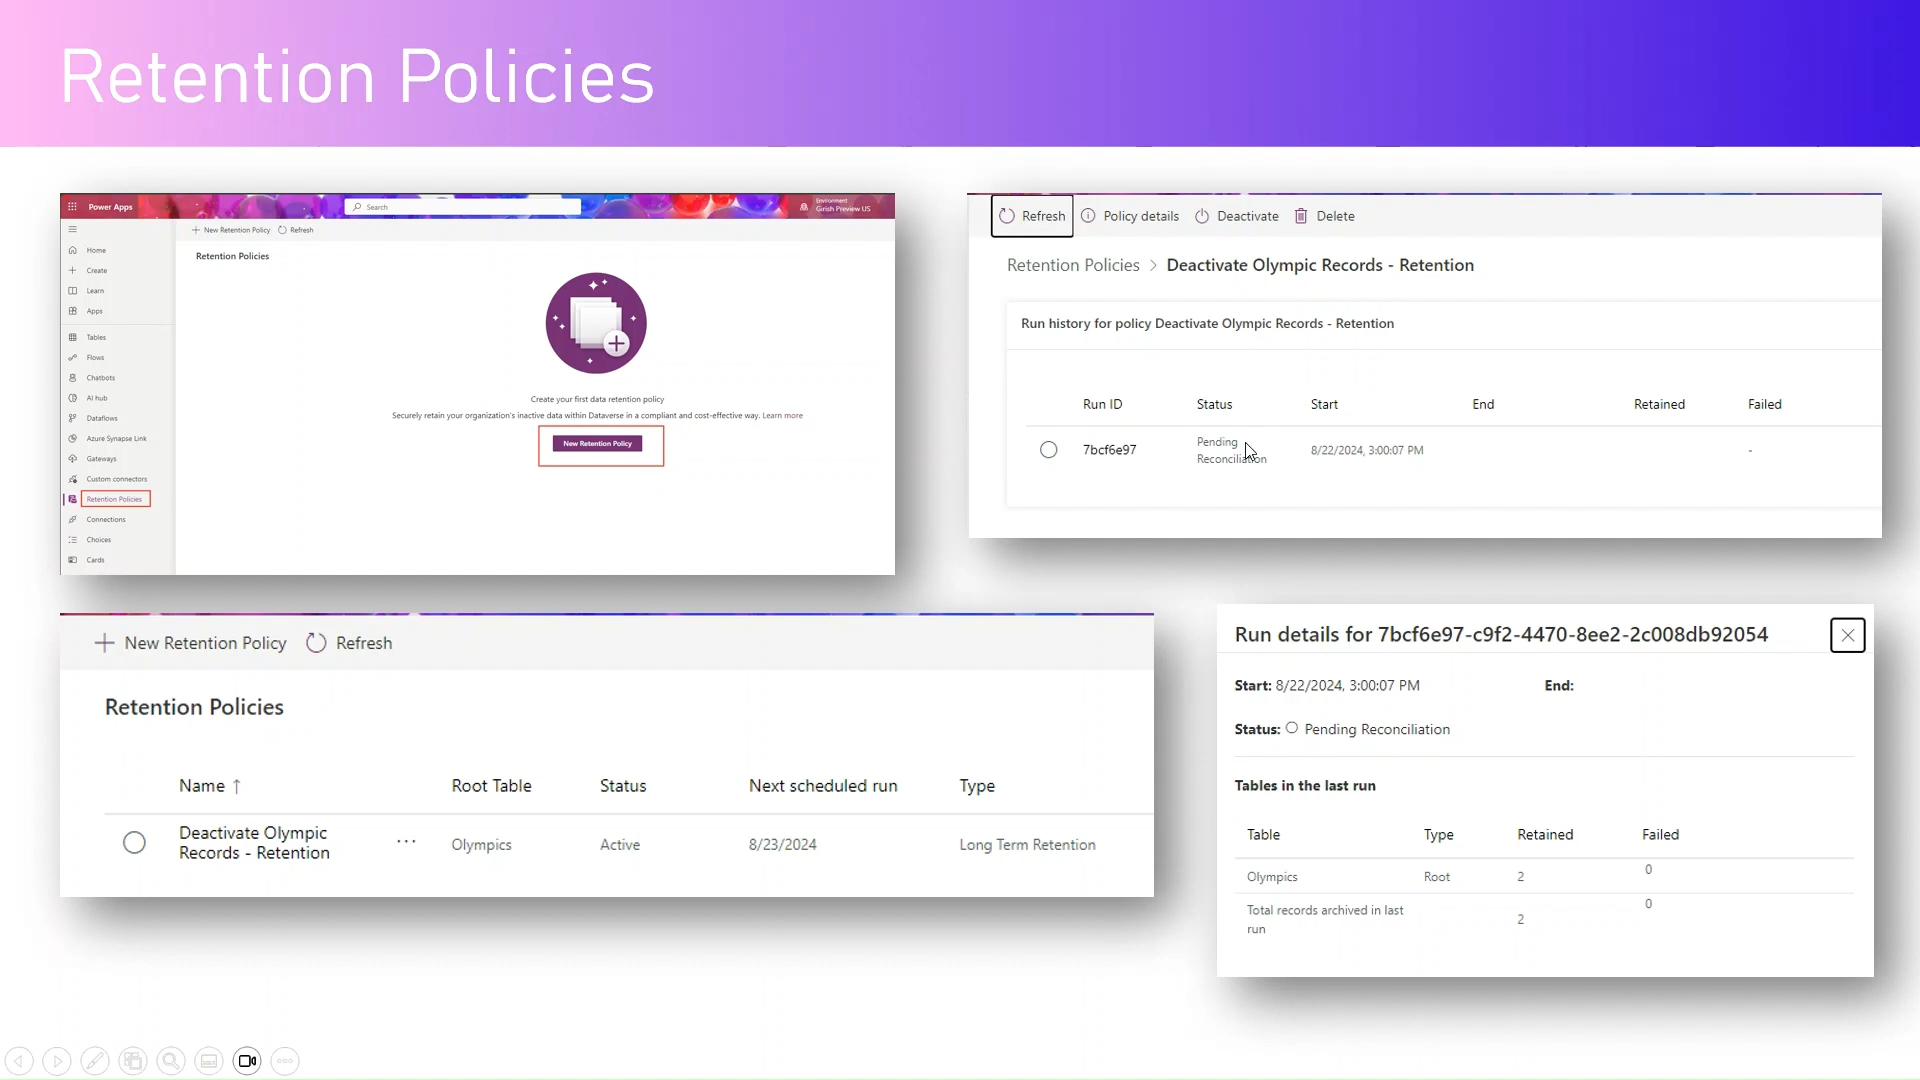 Retention Policies
Power Apps
Search
Environment
Girish Preview US
New Retention Policy
Refresh
Home
Create
Learn
Apps
Tables
Flows
Chatbots
AI hub
Dataflows
Azure Synapse Link
Gateways
Custom connectors
Retention Policies
Connections
Choices
Cards
Retention Policies
Create your first data retention policy
Securely retain your organization's inactive data within Dataverse in a compliant and cost-effective way. Learn more
New Retention Policy
Refresh
Policy details
Deactivate
Delete
Retention Policies > Deactivate Olympic Records - Retention
Run history for policy Deactivate Olympic Records - Retention
Run ID Status Start End Retained Failed
7bcf6e97 Pending 8/22/2024, 3:00:07 PM -
Reconciliation
New Retention Policy
Refresh
Retention Policies
Name ↑ Root Table Status Next scheduled run Type
Deactivate Olympic ... Olympics Active 8/23/2024 Long Term Retention
Records - Retention
Run details for 7bcf6e97-c9f2-4470-8ee2-2c008db92054
Start: 8/22/2024, 3:00:07 PM End:
Status: Pending Reconciliation
Tables in the last run
Table Type Retained Failed
Olympics Root 2 0
Total records archived in last 2 0
run